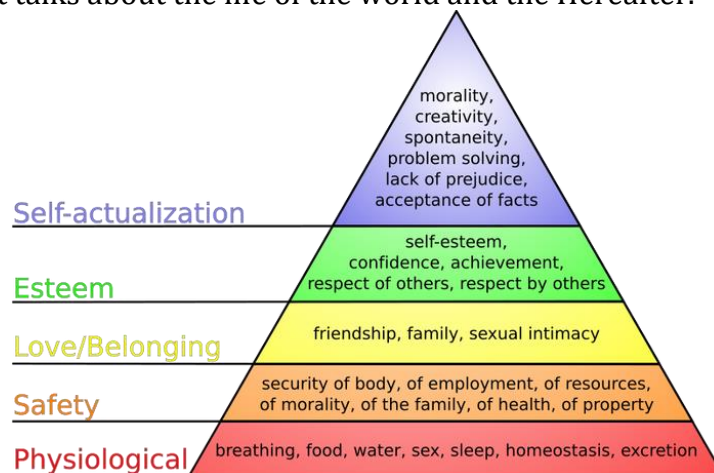 talks about the life of the world and the Hereafter.
morality,
creativity,
spontaneity,
problem solving,
lack of prejudice,
acceptance of facts
Self-actualization
self-esteem,
confidence, achievement,
respect of others, respect by others
Esteem
friendship, family, sexual intimacy
Love/Belonging
security of body, of employment, of resources,
of morality, of the family, of health, of property
Safety
breathing, food, water, sex, sleep, homeostasis, excretion
Physiological